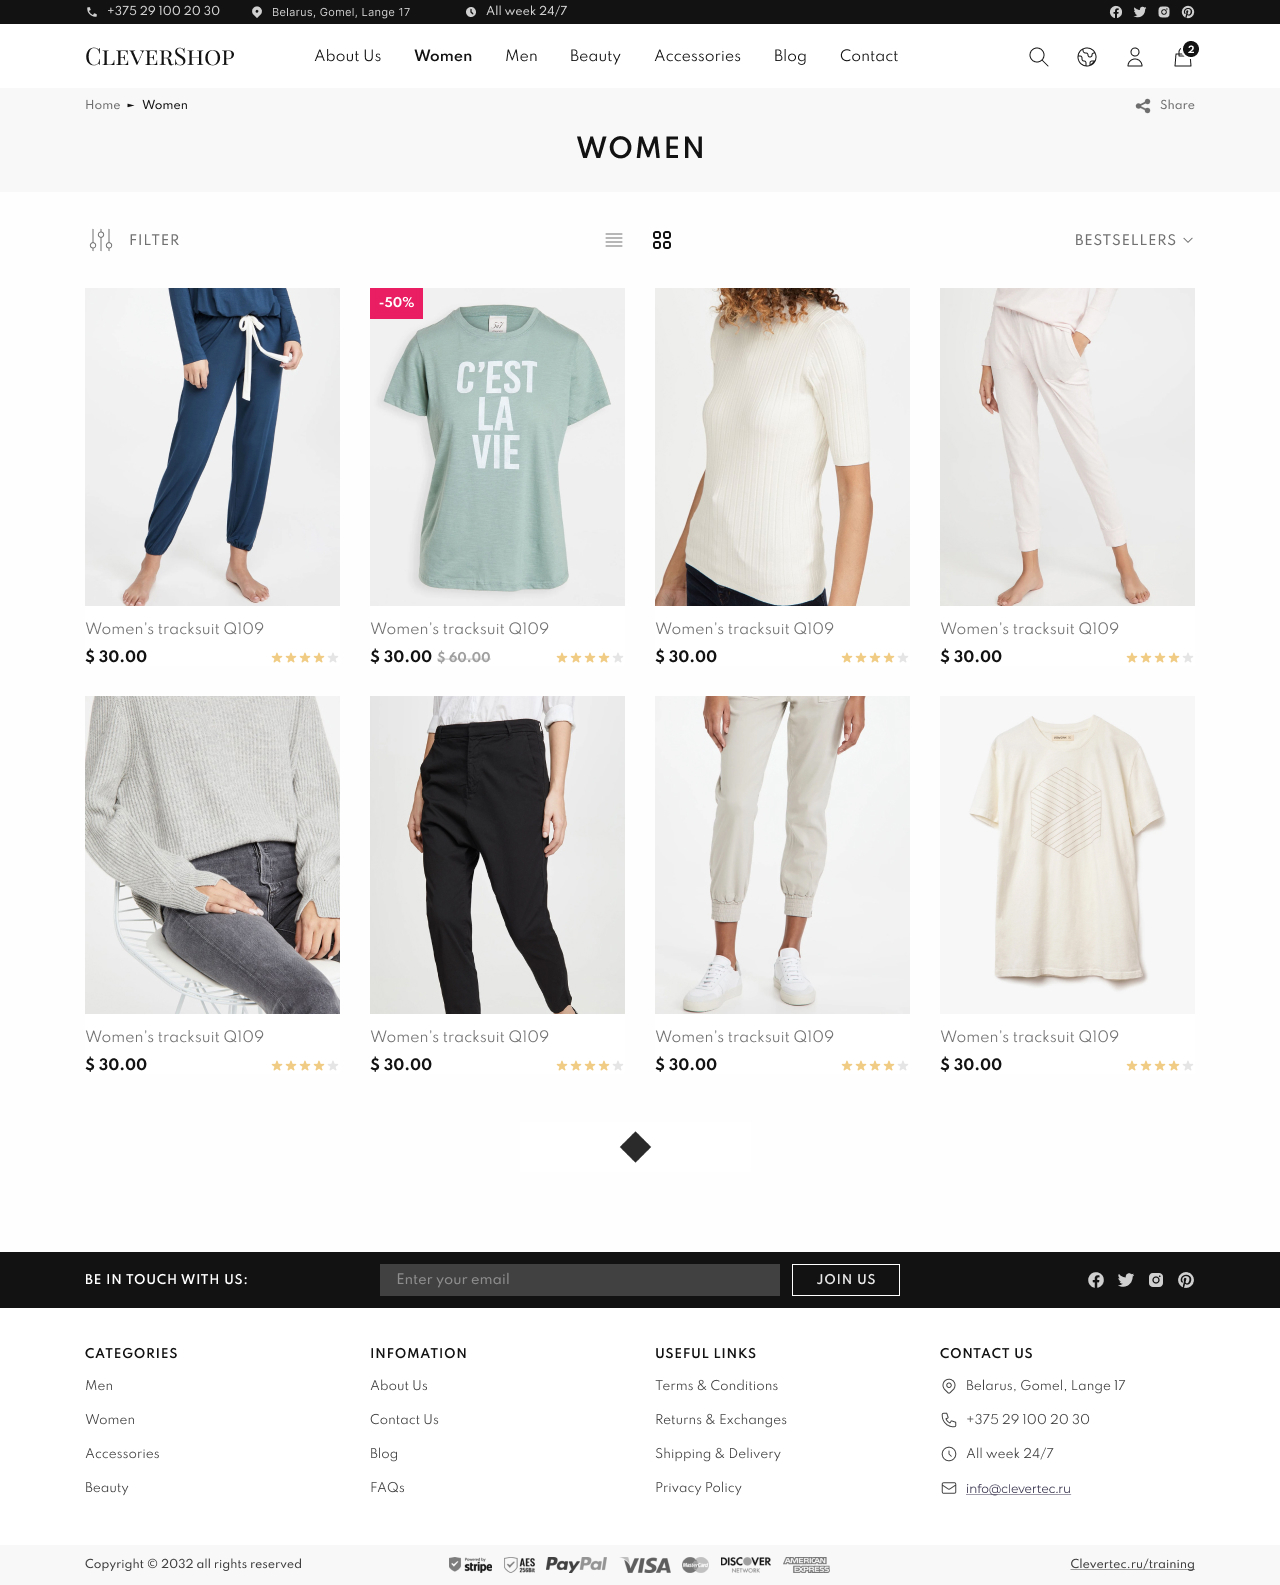 +375 29 100 20 30 Belarus, Gomel, Lange 17 All week 24/7
CleverShop About Us Women Men Beauty Accessories Blog Contact 2
Home ► Women Share
WOMEN
FILTER BESTSELLERS
-50%
C'EST
LA
VIE
Women's tracksuit Q109 Women's tracksuit Q109 Women's tracksuit Q109 Women's tracksuit Q109
$ 30.00 $ 30.00 $ 60.00 $ 30.00 $ 30.00
Women's tracksuit Q109 Women's tracksuit Q109 Women's tracksuit Q109 Women's tracksuit Q109
$ 30.00 $ 30.00 $ 30.00 $ 30.00
BE IN TOUCH WITH US: Enter your email JOIN US
CATEGORIES INFOMATION USEFUL LINKS CONTACT US
Men About Us Terms & Conditions Belarus, Gomel, Lange 17
Women Contact Us Returns & Exchanges +375 29 100 20 30
Accessories Blog Shipping & Delivery All week 24/7
Beauty FAQs Privacy Policy info@clevertec.ru
Copyright © 2032 all rights reserved Powered by stripe AES 256Bit PayPal VISA MasterCard DISCOVER NETWORK AMERICAN EXPRESS Clevertec.ru/training